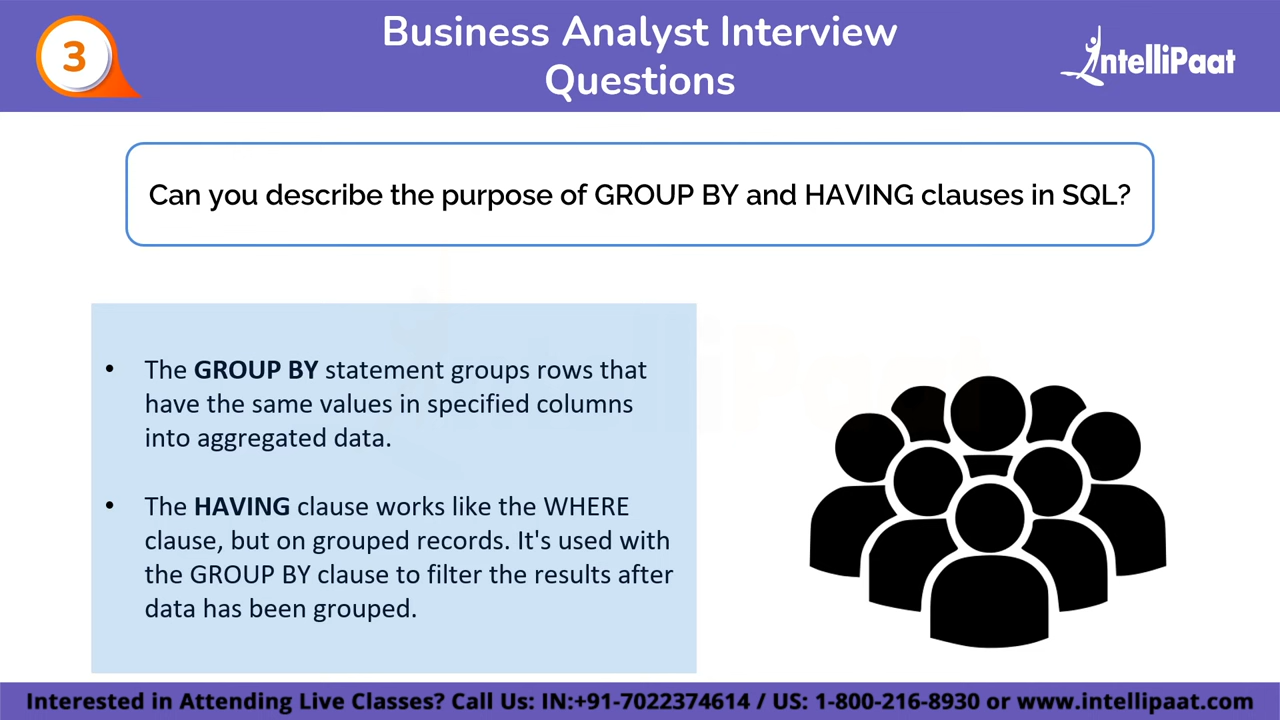 3
Business Analyst Interview
Questions
IntelliPaat
Can you describe the purpose of GROUP BY and HAVING clauses in SQL?
• The GROUP BY statement groups rows that
have the same values in specified columns
into aggregated data.
• The HAVING clause works like the WHERE
clause, but on grouped records. It's used with
the GROUP BY clause to filter the results after
data has been grouped.
IntelliPaat
Interested in Attending Live Classes? Call Us: IN:+91-7022374614 / US: 1-800-216-8930 or www.intellipaat.com